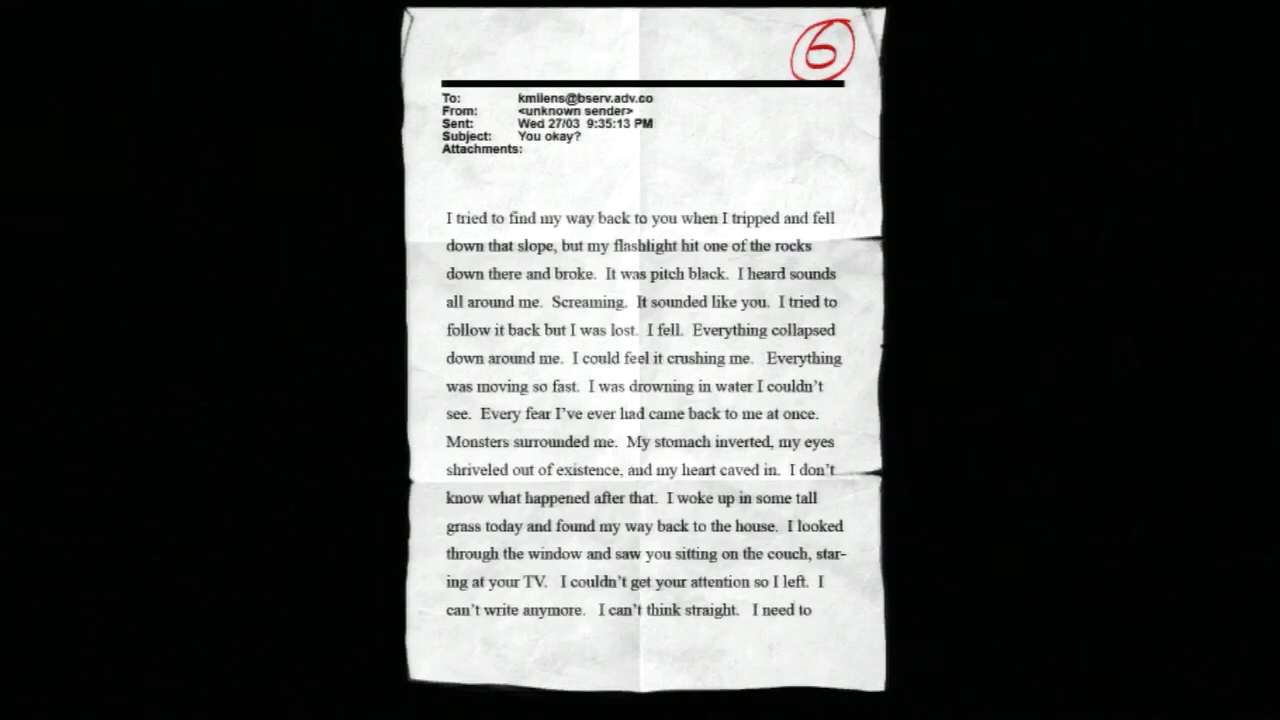 6
To: kmilens@bserv.adv.co
From: <unknown sender>
Sent: Wed 27/03 9:35:13 PM
Subject: You okay?
Attachments:
I tried to find my way back to you when I tripped and fell
down that slope, but my flashlight hit one of the rocks
down there and broke. It was pitch black. I heard sounds
all around me. Screaming. It sounded like you. I tried to
follow it back but I was lost. I fell. Everything collapsed
down around me. I could feel it crushing me. Everything
was moving so fast. I was drowning in water I couldn't
see. Every fear I've ever had came back to me at once.
Monsters surrounded me. My stomach inverted, my eyes
shriveled out of existence, and my heart caved in. I don't
know what happened after that. I woke up in some tall
grass today and found my way back to the house. I looked
through the window and saw you sitting on the couch, star-
ing at your TV. I couldn't get your attention so I left. I
can't write anymore. I can't think straight. I need to